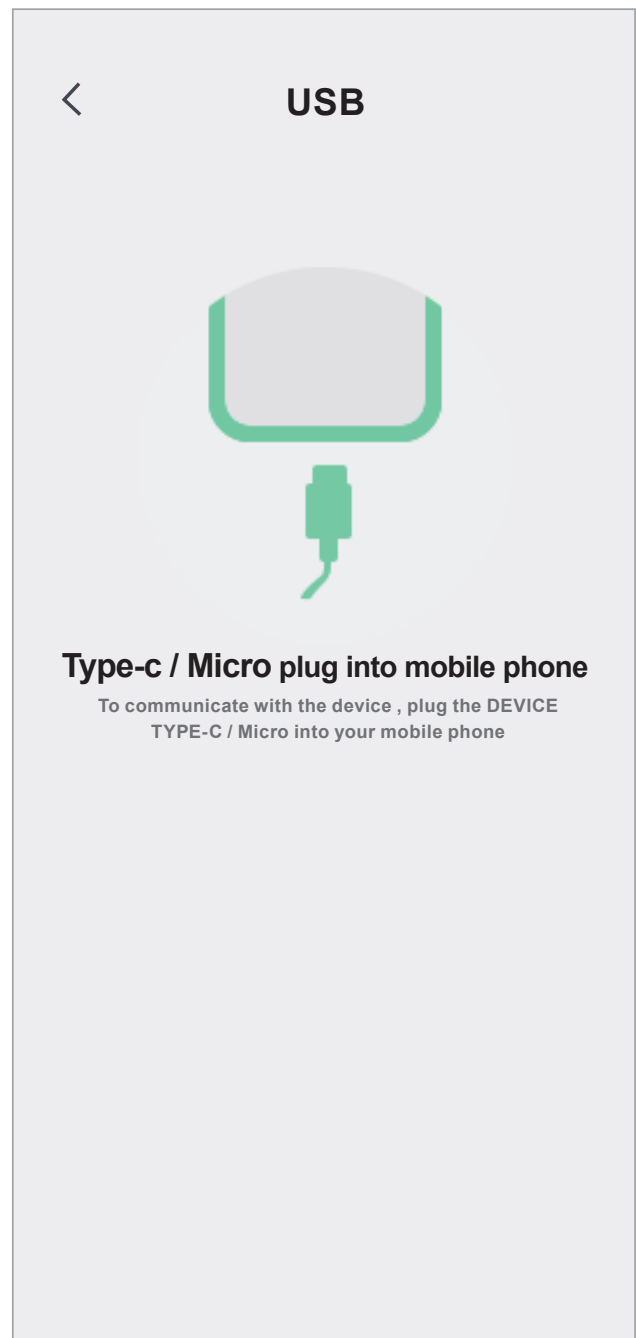 USB
Type-c / Micro plug into mobile phone
To communicate with the device , plug the DEVICE
TYPE-C / Micro into your mobile phone